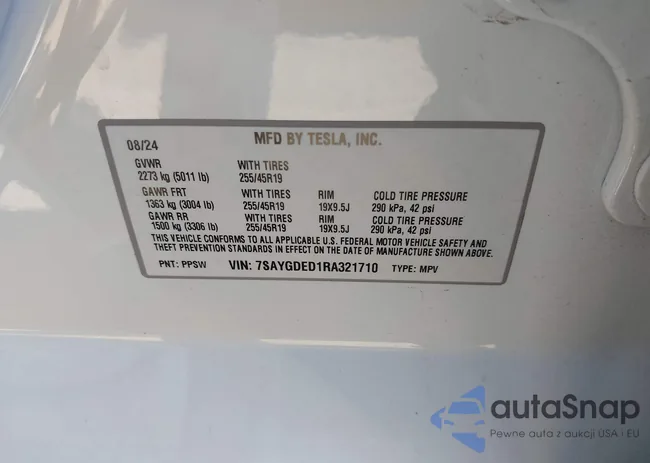 08/24 MFD BY TESLA, INC.
GVWR WITH TIRES
2273 kg (5011 lb) 255/45R19
GAWR FRT WITH TIRES RIM COLD TIRE PRESSURE
1363 kg (3004 lb) 255/45R19 19X9.5J 290 kPa, 42 psi
GAWR RR WITH TIRES RIM COLD TIRE PRESSURE
1500 kg (3306 lb) 255/45R19 19X9.5J 290 kPa, 42 psi
THIS VEHICLE CONFORMS TO ALL APPLICABLE U.S. FEDERAL MOTOR VEHICLE SAFETY AND
THEFT PREVENTION STANDARDS IN EFFECT ON THE DATE OF MANUFACTURE SHOWN ABOVE.
PNT: PPSW VIN: 7SAYGDED1RA321710 TYPE: MPV
autaSnap
Pewne auta z aukcji USA i EU